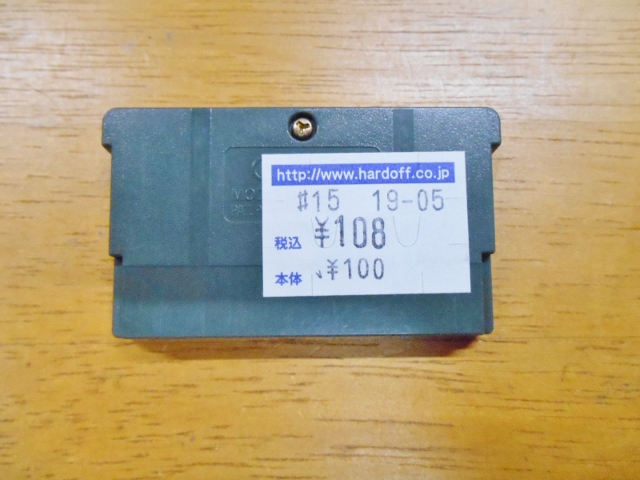 http://www.hardoff.co.jp
#15 19-05
税込 ¥108
本体 ¥100